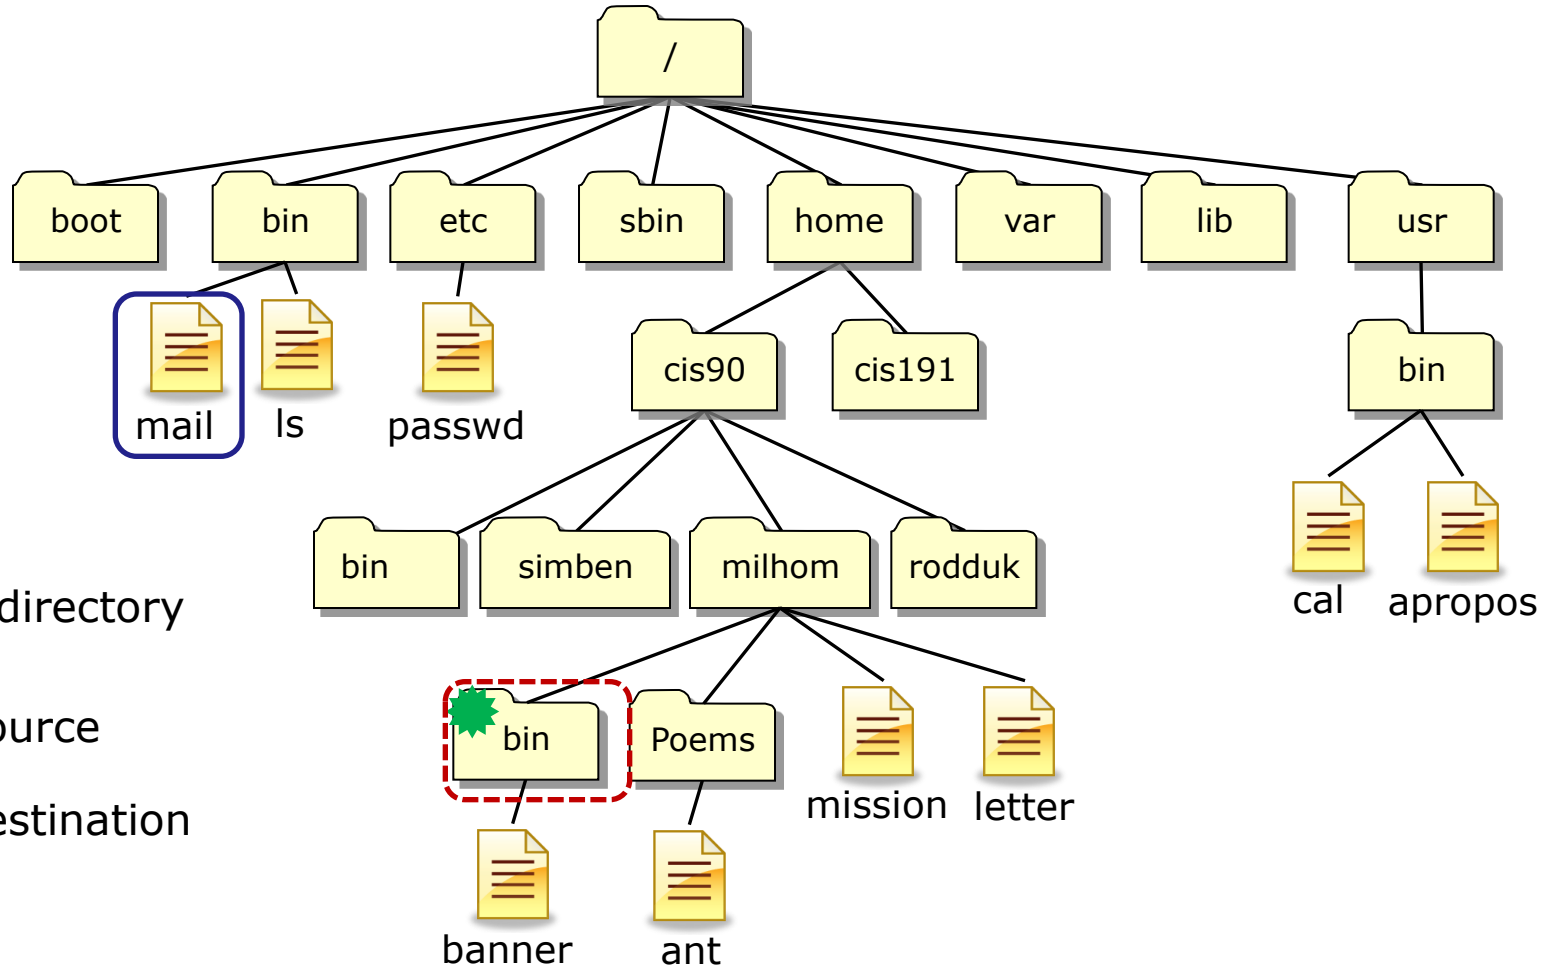 /
boot bin etc sbin home var lib usr
mail ls passwd cis90 cis191 bin
bin simben milhom rodduk cal apropos
directory
bin Poems mission letter
ource
estination
banner ant